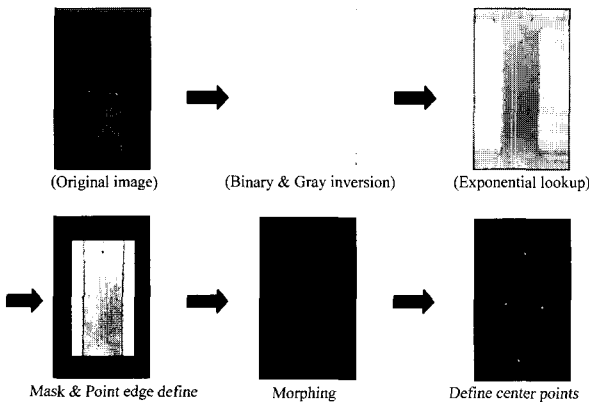 (Original image)
(Binary & Gray inversion)
(Exponential lookup)
Mask & Point edge define
Morphing
Define center points